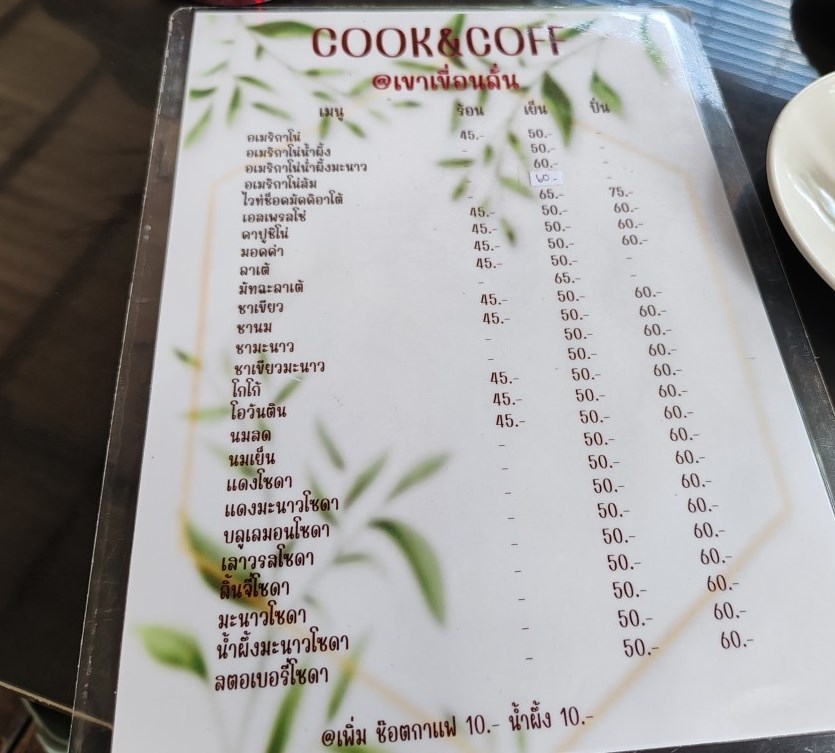 COOK&COFF
@เขาเขื่อนลั่น
เมนู ร้อน เย็น ปั่น
อเมริกาโน่ 45.- 50.- -
อเมริกาโน่น้ำผึ้ง - 50.- -
อเมริกาโน่น้ำผึ้งมะนาว - 60.- -
อเมริกาโน่ส้ม - 60.- -
ไวท์ช็อคมัคคิอาโต้ - 65.- 75.-
เอสเพรสโซ่ 45.- 50.- 60.-
คาปูชิโน่ 45.- 50.- 60.-
มอคค่า 45.- 50.- 60.-
ลาเต้ 45.- 50.- -
มัทฉะลาเต้ - 65.- -
ชาเขียว 45.- 50.- 60.-
ชานม 45.- 50.- 60.-
ชามะนาว - 50.- 60.-
ชาเขียวมะนาว - 50.- 60.-
โกโก้ 45.- 50.- 60.-
โอวันติน 45.- 50.- 60.-
นมสด 45.- 50.- 60.-
นมเย็น - 50.- 60.-
แดงโซดา - 50.- 60.-
แดงมะนาวโซดา - 50.- 60.-
บลูเลมอนโซดา - 50.- 60.-
เสาวรสโซดา - 50.- 60.-
ลิ้นจี่โซดา - 50.- 60.-
มะนาวโซดา - 50.- 60.-
น้ำผึ้งมะนาวโซดา - 50.- 60.-
สตอเบอรี่โซดา - 50.- 60.-
@เพิ่ม ช๊อตกาแฟ 10.- น้ำผึ้ง 10.-